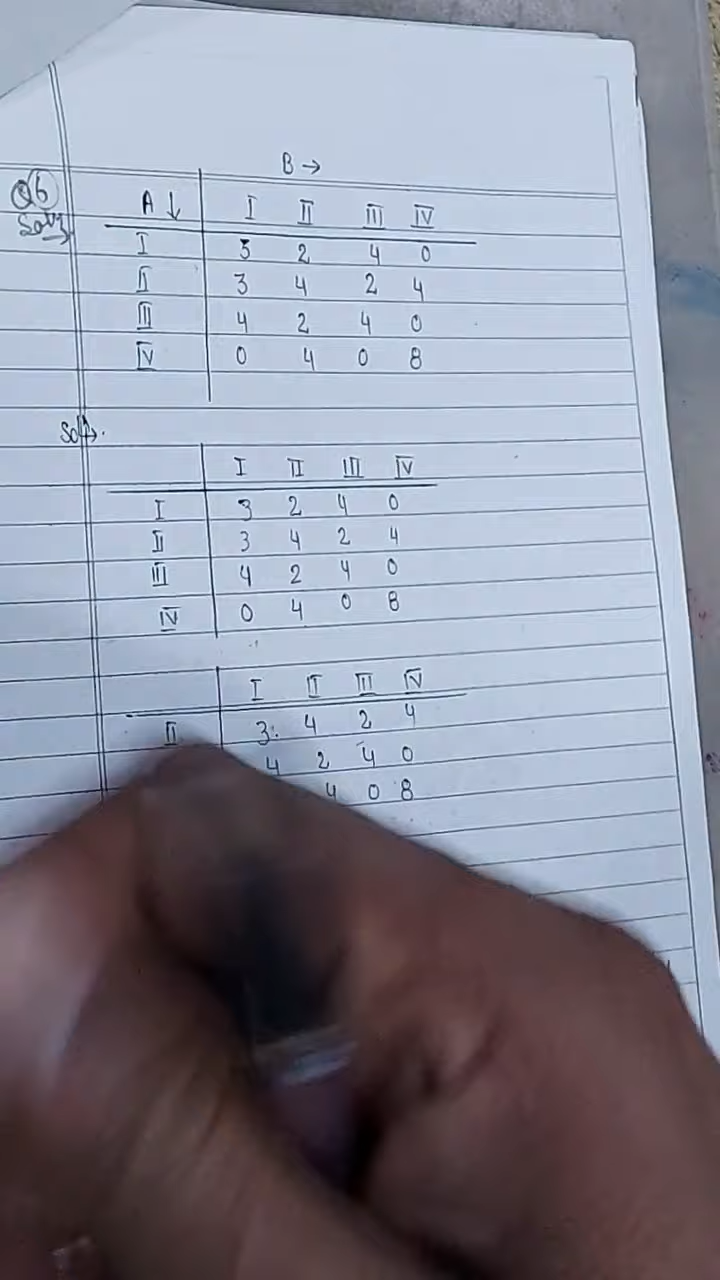 B →
Q6
A ↓ I II III IV
Soln
I 3 2 4 0
II 3 4 2 4
III 4 2 4 0
IV 0 4 0 8
Soln.
I II III IV
I 3 2 4 0
II 3 4 2 4
III 4 2 4 0
IV 0 4 0 8
I II III IV
II 3 4 2 4
4 2 4 0
4 0 8